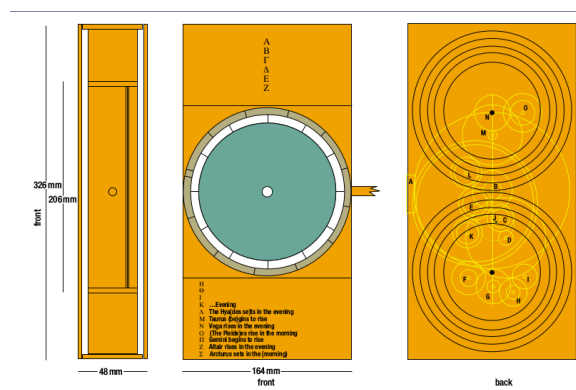 326 mm
206 mm
front
48 mm
Α
Β
Γ
Δ
Ε
Ζ
Η
Θ
Ι
Κ ...Evening
Λ The Hya(des se)ts in the evening
Μ Taurus (be)gins to rise
Ν Vega rises in the evening
Ο (The Pleide)es rise in the morning
Π Gemini begins to rise
Ζ Altair rises in the evening
Σ Arcturus sets in the (morning)
164 mm
front
N
O
M
L
A
B
E
J
C
K
D
F
I
G
H
back